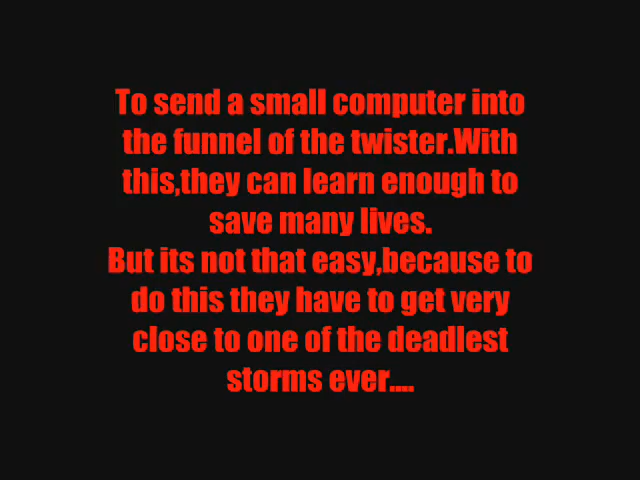 To send a small computer into
the funnel of the twister.With
this,they can learn enough to
save many lives.
But its not that easy,because to
do this they have to get very
close to one of the deadlest
storms ever....